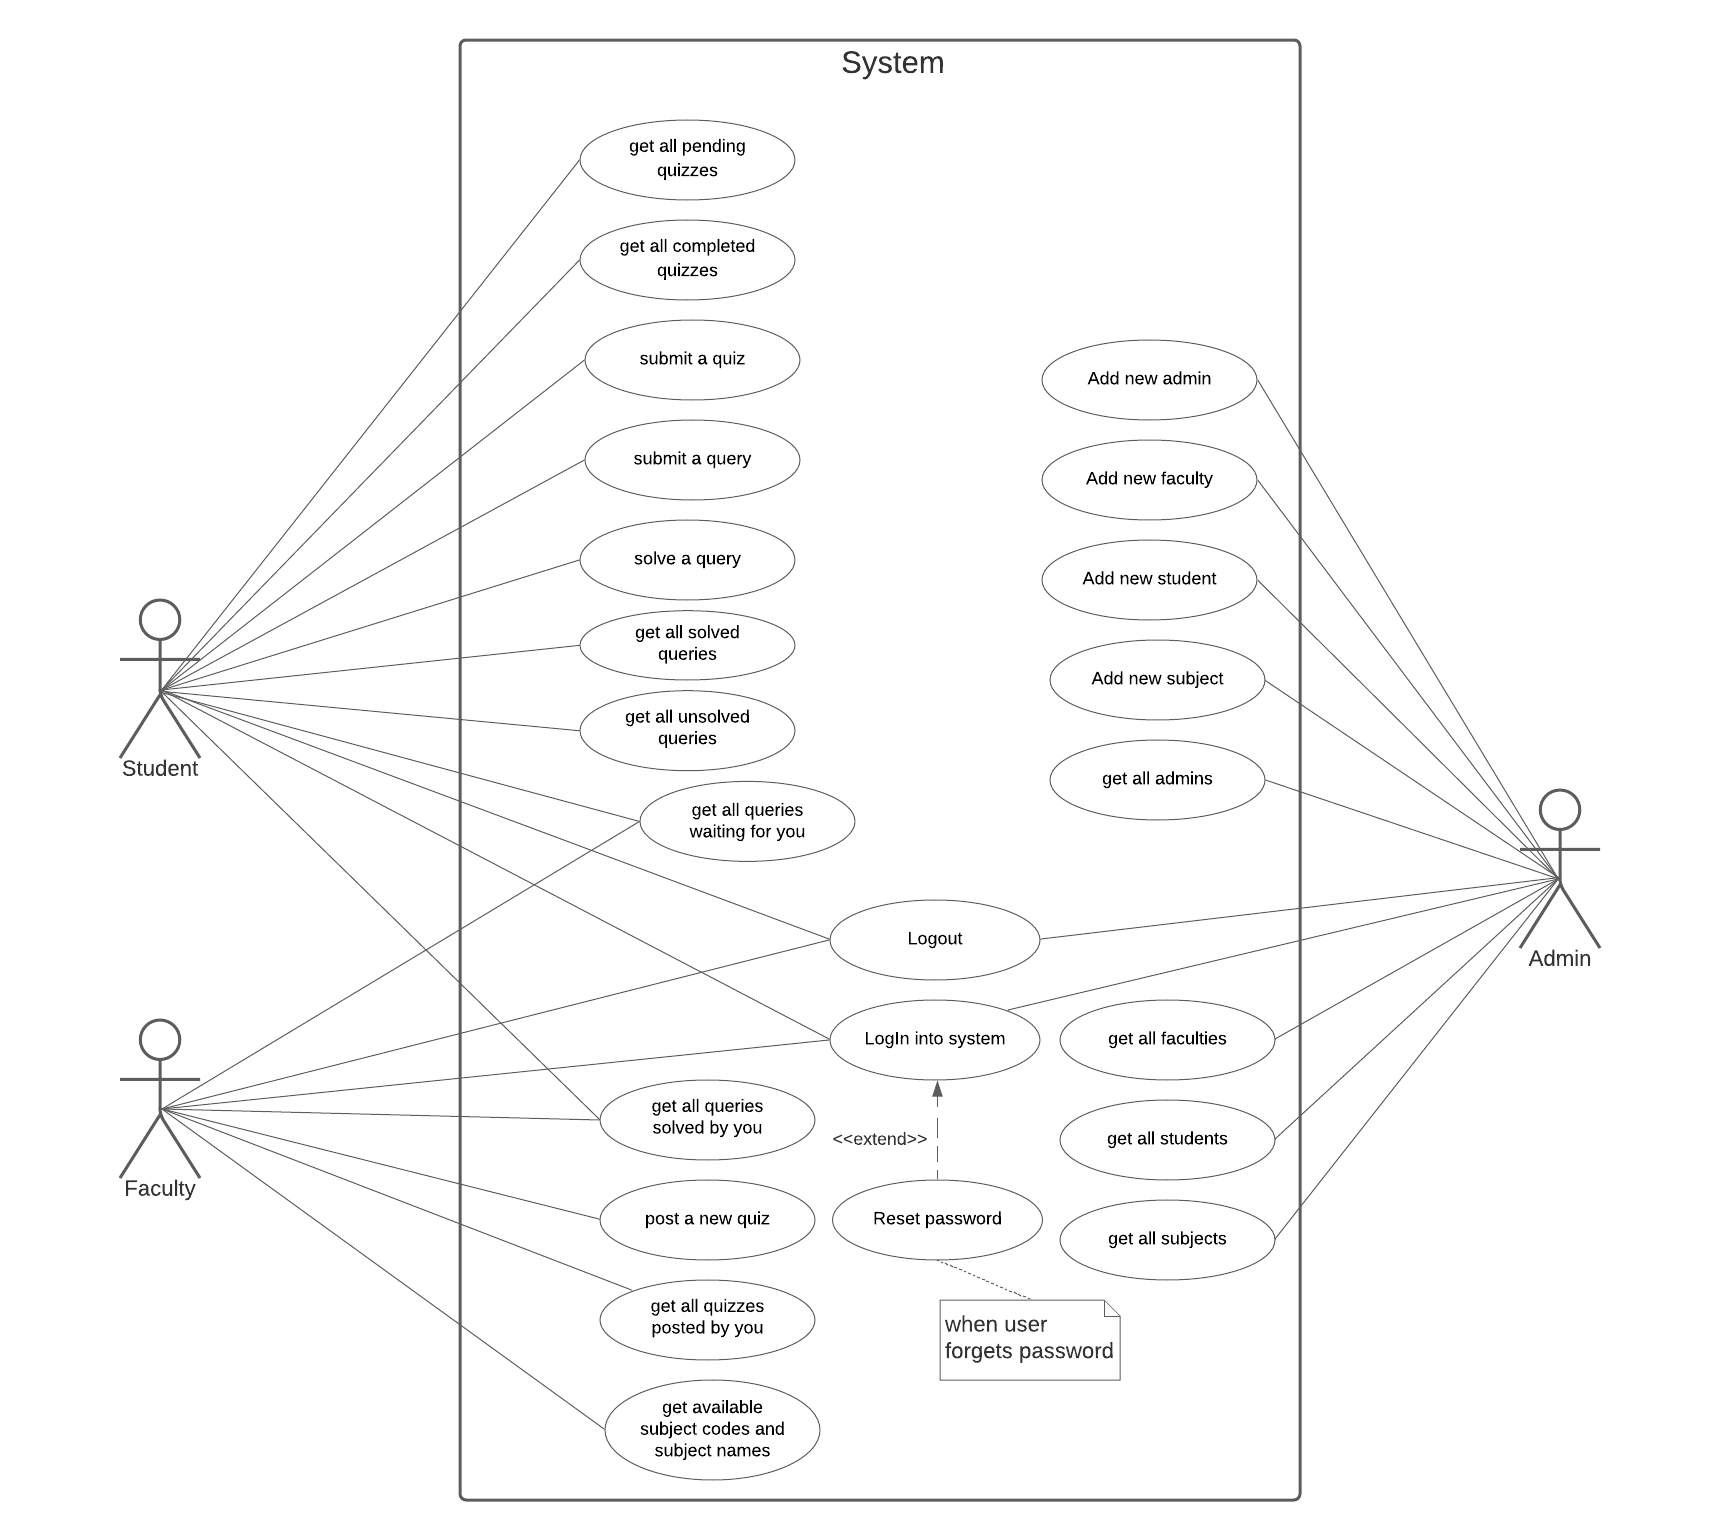 System
get all pending
quizzes
get all completed
quizzes
submit a quiz
Add new admin
submit a query
Add new faculty
solve a query
Add new student
get all solved
queries
Add new subject
get all unsolved
queries
Student
get all admins
get all queries
waiting for you
Logout
Admin
LogIn into system
get all faculties
get all queries
solved by you
<<extend>>
get all students
Faculty
post a new quiz
Reset password
get all subjects
get all quizzes
posted by you
when user
forgets password
get available
subject codes and
subject names